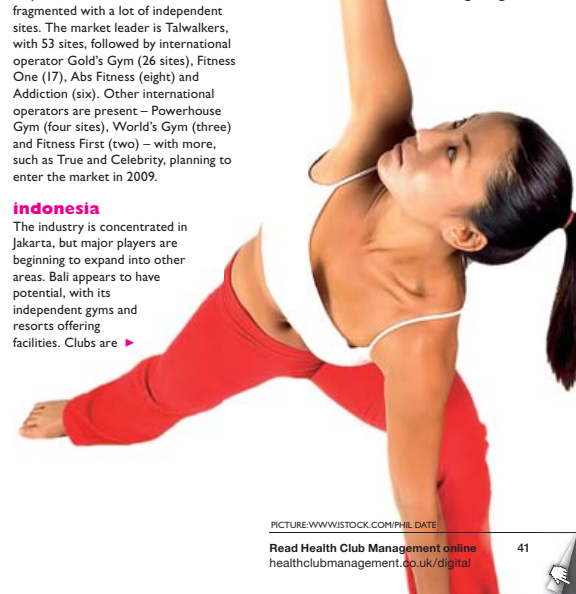 fragmented with a lot of independent
sites. The market leader is Talwalkers,
with 53 sites, followed by international
operator Gold's Gym (26 sites), Fitness
One (17), Abs Fitness (eight) and
Addiction (six). Other international
operators are present – Powerhouse
Gym (four sites), World's Gym (three)
and Fitness First (two) – with more,
such as True and Celebrity, planning to
enter the market in 2009.
indonesia
The industry is concentrated in
Jakarta, but major players are
beginning to expand into other
areas. Bali appears to have
potential, with its
independent gyms and
resorts offering
facilities. Clubs are ►
PICTURE:WWW.ISTOCK.COM/PHIL DATE
Read Health Club Management online 41
healthclubmanagement.co.uk/digital